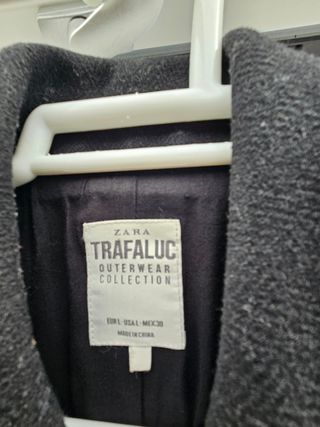 ZARA
TRAFALUC
OUTERWEAR
COLLECTION
EUR L - USA L - MEX 30
MADE IN CHINA